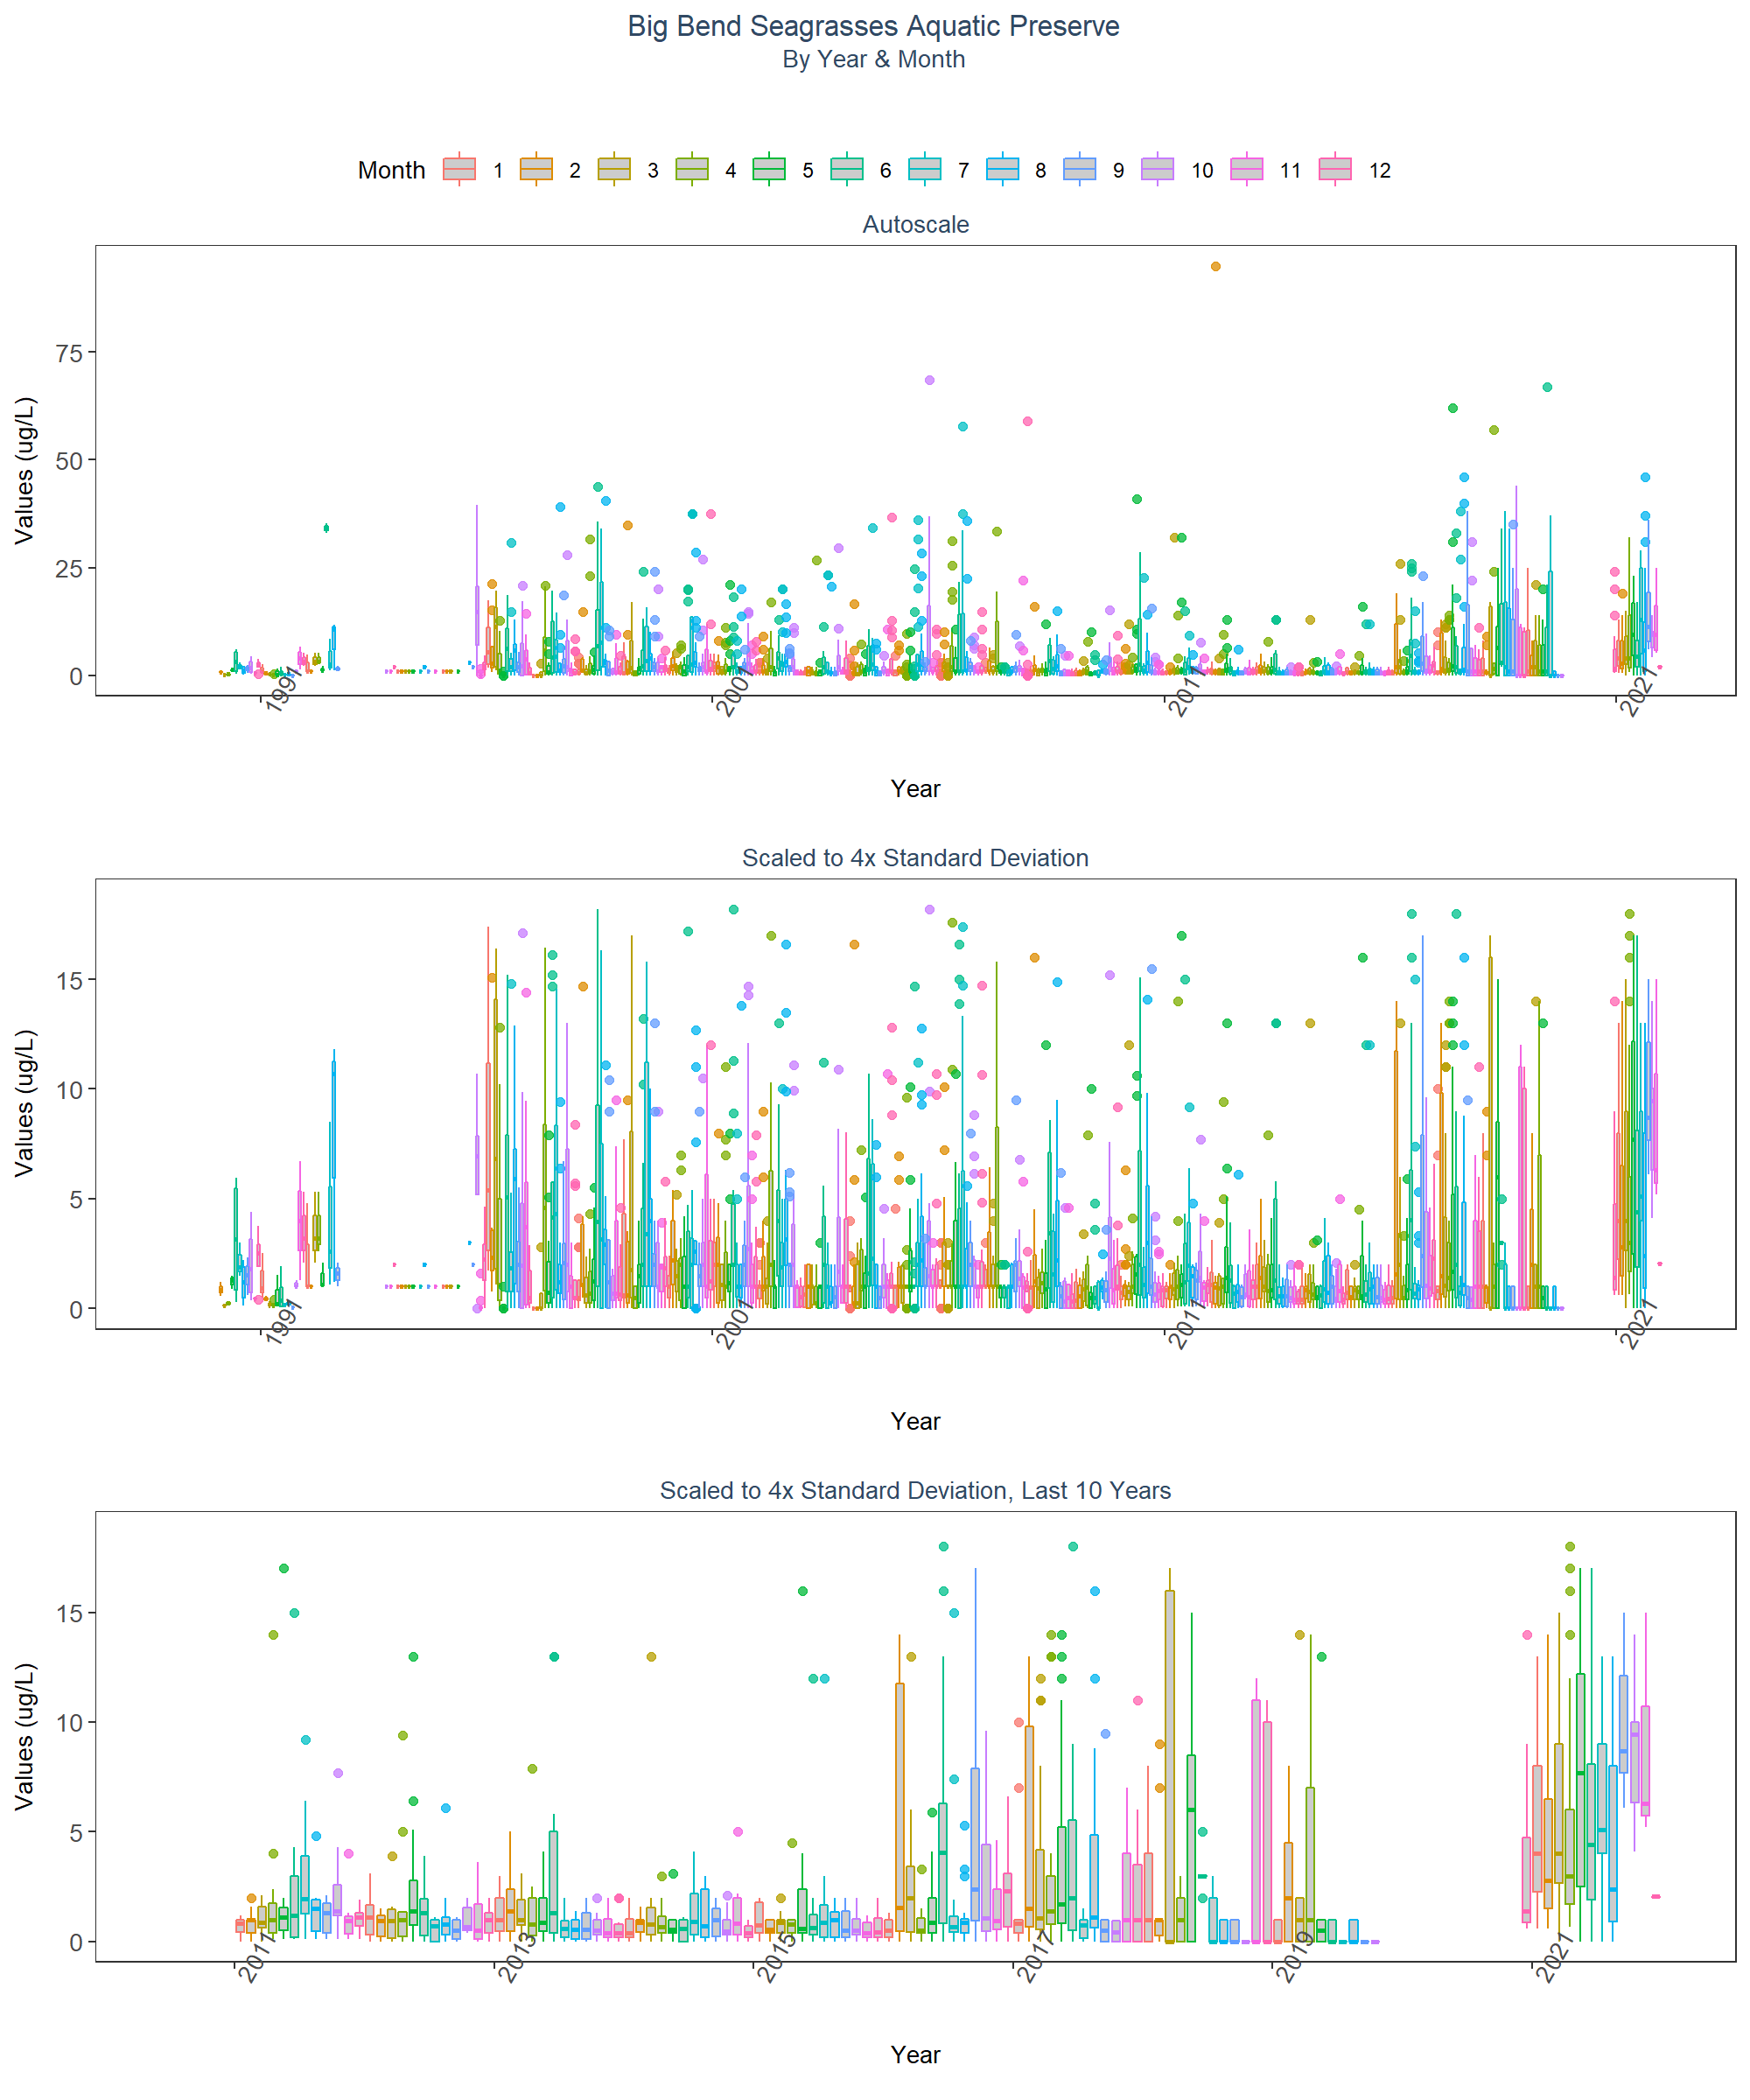 Big Bend Seagrasses Aquatic Preserve
By Year & Month
Month 1 2 3 4 5 6 7 8 9 10 11 12
Autoscale
Values (ug/L)
75
50
25
0
1991 2001 2011 2021
Year
Scaled to 4x Standard Deviation
Values (ug/L)
15
10
5
0
1991 2001 2011 2021
Year
Scaled to 4x Standard Deviation, Last 10 Years
Values (ug/L)
15
10
5
0
2011 2013 2015 2017 2019 2021
Year